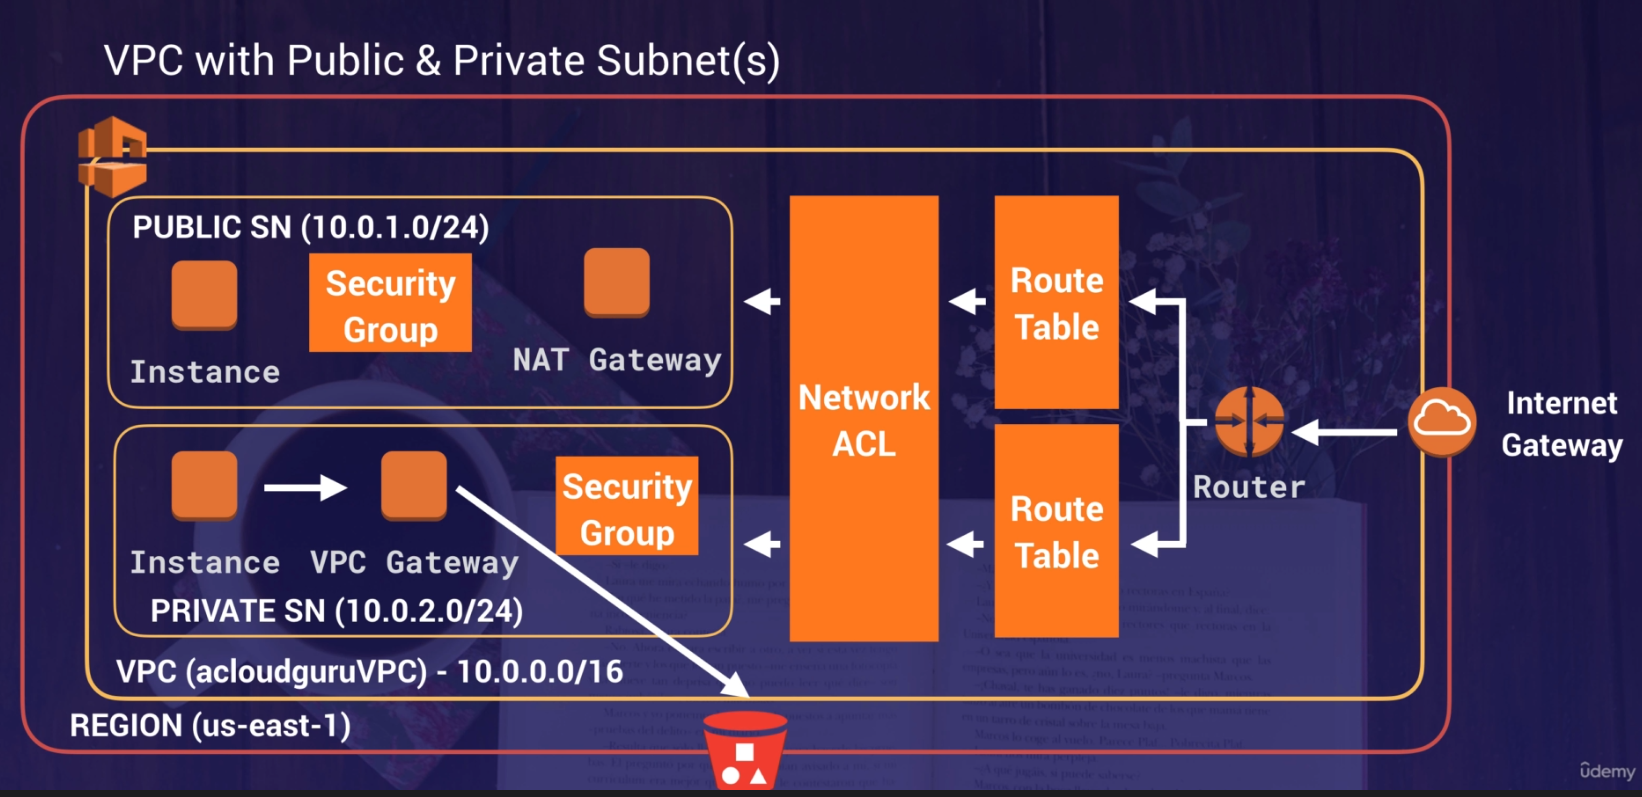 VPC with Public & Private Subnet(s)
PUBLIC SN (10.0.1.0/24)
Security
Group
Instance
NAT Gateway
Instance
VPC Gateway
Security
Group
PRIVATE SN (10.0.2.0/24)
VPC (acloudguruVPC) - 10.0.0.0/16
REGION (us-east-1)
Network
ACL
Route
Table
Route
Table
Router
Internet
Gateway
ûdemy